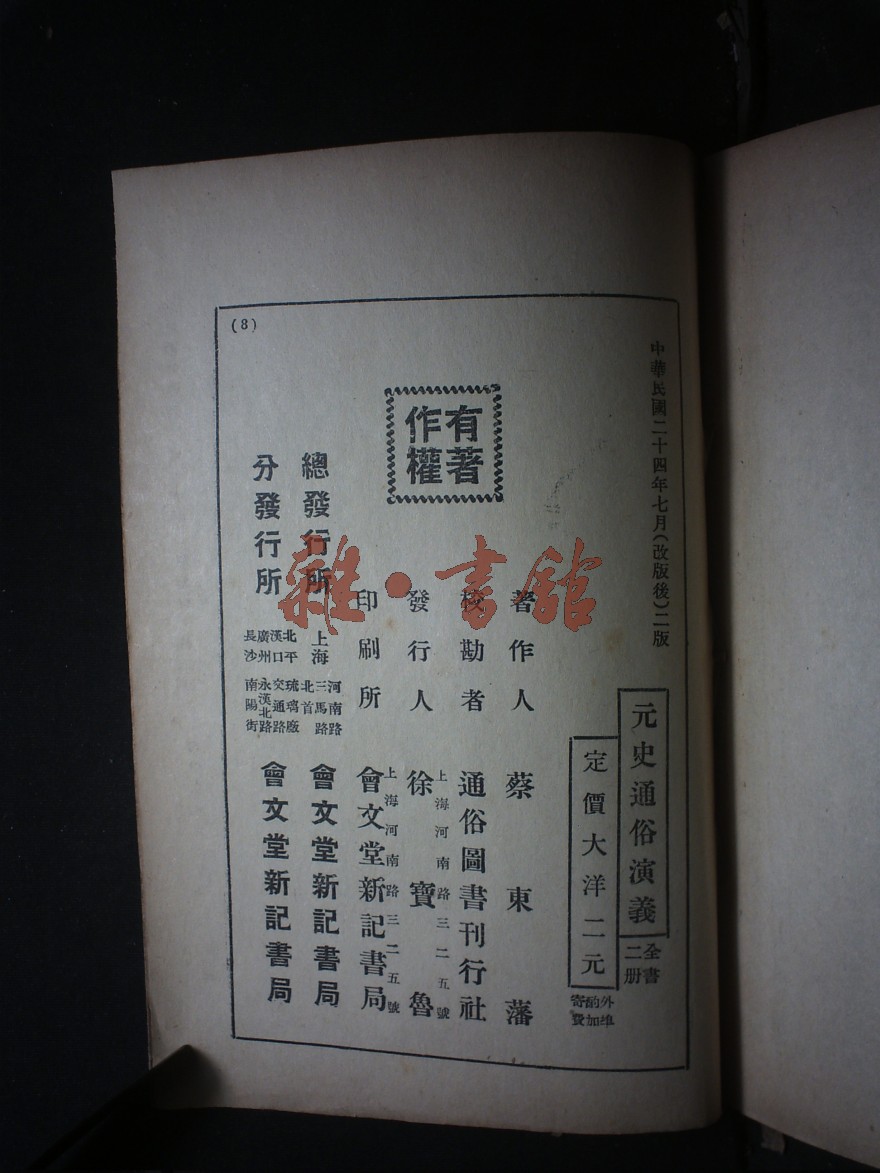 中華民國二十四年七月(改版後)二版
元史通俗演義
全書二册
定價大洋二元
外埠酌加寄費
有著作權
著作人 蔡東藩
校勘者 通俗圖書刊行社
發行人 上海河南路三二五號 徐寶魯
印刷所 上海河南路三二五號 會文堂新記書局
總發行所 上海 河南路三馬路北首 會文堂新記書局
分發行所 北平琉璃廠 漢口交通路 廣州永漢北路 長沙南陽街 會文堂新記書局
(8)
雜·書館